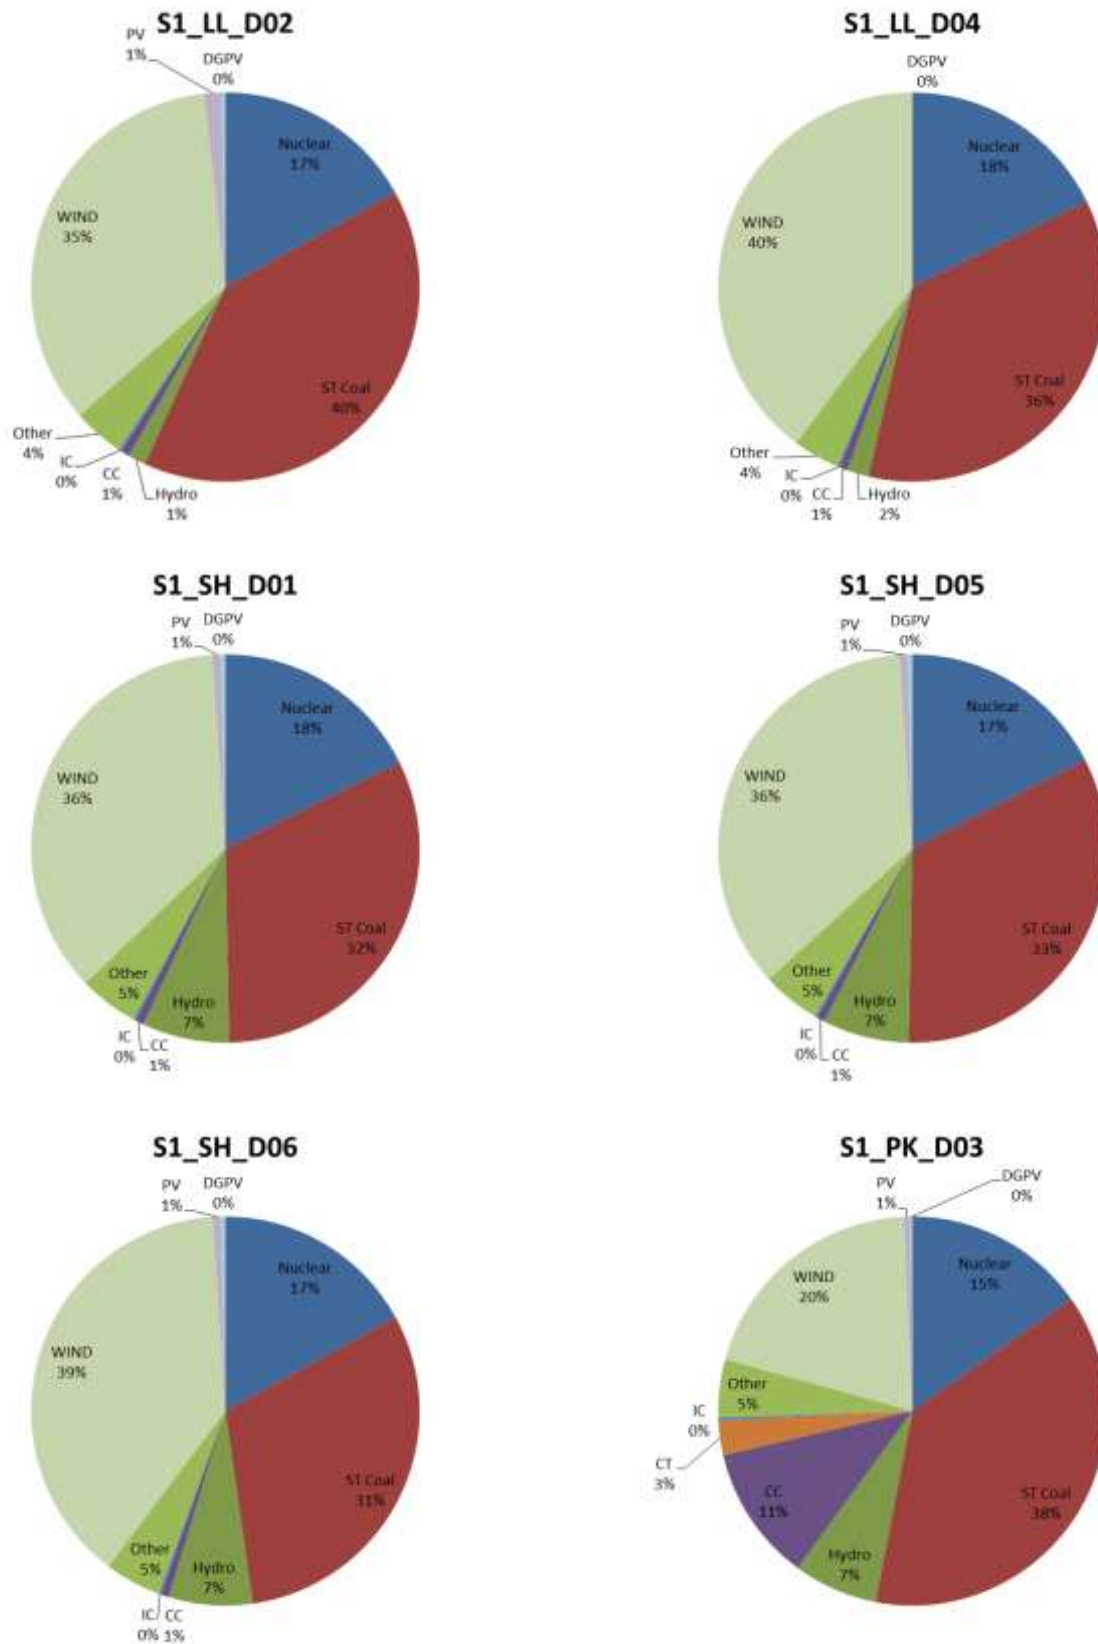 S1_LL_D02
PV
1%
DGPV
0%
Nuclear
17%
WIND
35%
ST Coal
40%
Other
4%
IC
0%
CC
1%
Hydro
1%
S1_LL_D04
DGPV
0%
Nuclear
18%
WIND
40%
ST Coal
36%
Other
4%
IC
0%
CC
1%
Hydro
2%
S1_SH_D01
PV
1%
DGPV
0%
Nuclear
18%
WIND
36%
ST Coal
32%
Other
5%
Hydro
7%
IC
0%
CC
1%
S1_SH_D05
PV
1%
DGPV
0%
Nuclear
17%
WIND
36%
ST Coal
33%
Other
5%
Hydro
7%
IC
0%
CC
1%
S1_SH_D06
PV
1%
DGPV
0%
Nuclear
17%
WIND
39%
ST Coal
31%
Other
5%
Hydro
7%
IC
0%
CC
1%
S1_PK_D03
PV
1%
DGPV
0%
Nuclear
15%
WIND
20%
Other
5%
IC
0%
CT
3%
CC
11%
ST Coal
38%
Hydro
7%